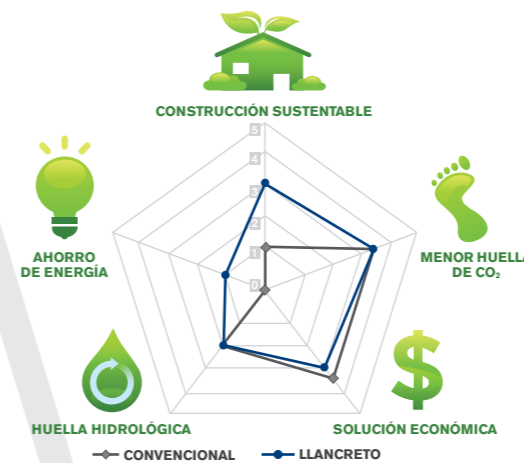 CONSTRUCCIÓN SUSTENTABLE
5
4
3
2
1
0
AHORRO
DE ENERGÍA
MENOR HUELLA
DE CO₂
$
HUELLA HIDROLÓGICA
SOLUCIÓN ECONÓMICA
CONVENCIONAL
LLANCRETO